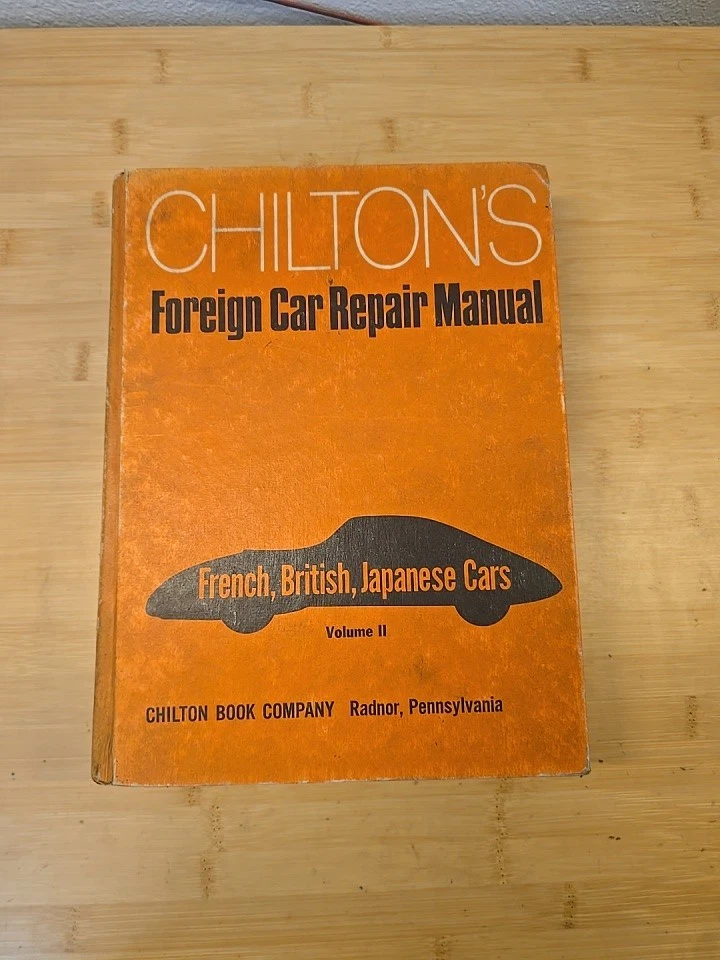 CHILTON'S
Foreign Car Repair Manual
French, British, Japanese Cars
Volume II
CHILTON BOOK COMPANY Radnor, Pennsylvania